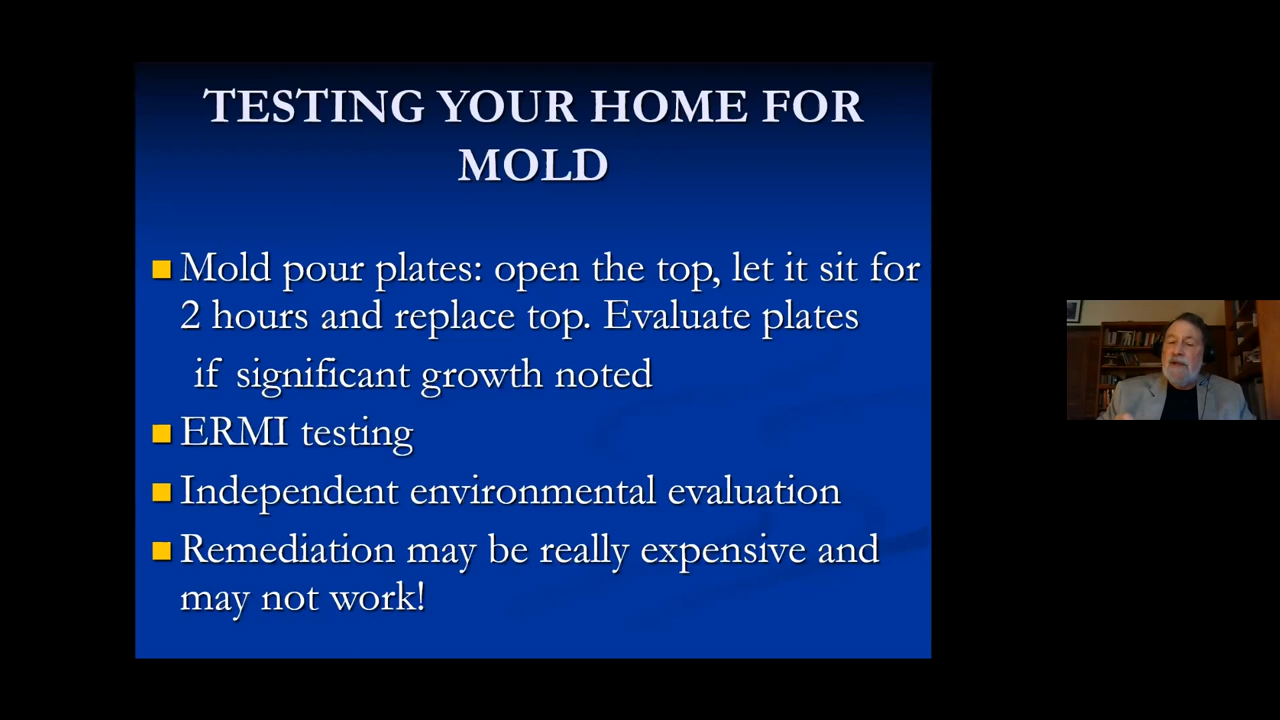 TESTING YOUR HOME FOR
MOLD
Mold pour plates: open the top, let it sit for
2 hours and replace top. Evaluate plates
if significant growth noted
ERMI testing
Independent environmental evaluation
Remediation may be really expensive and
may not work!